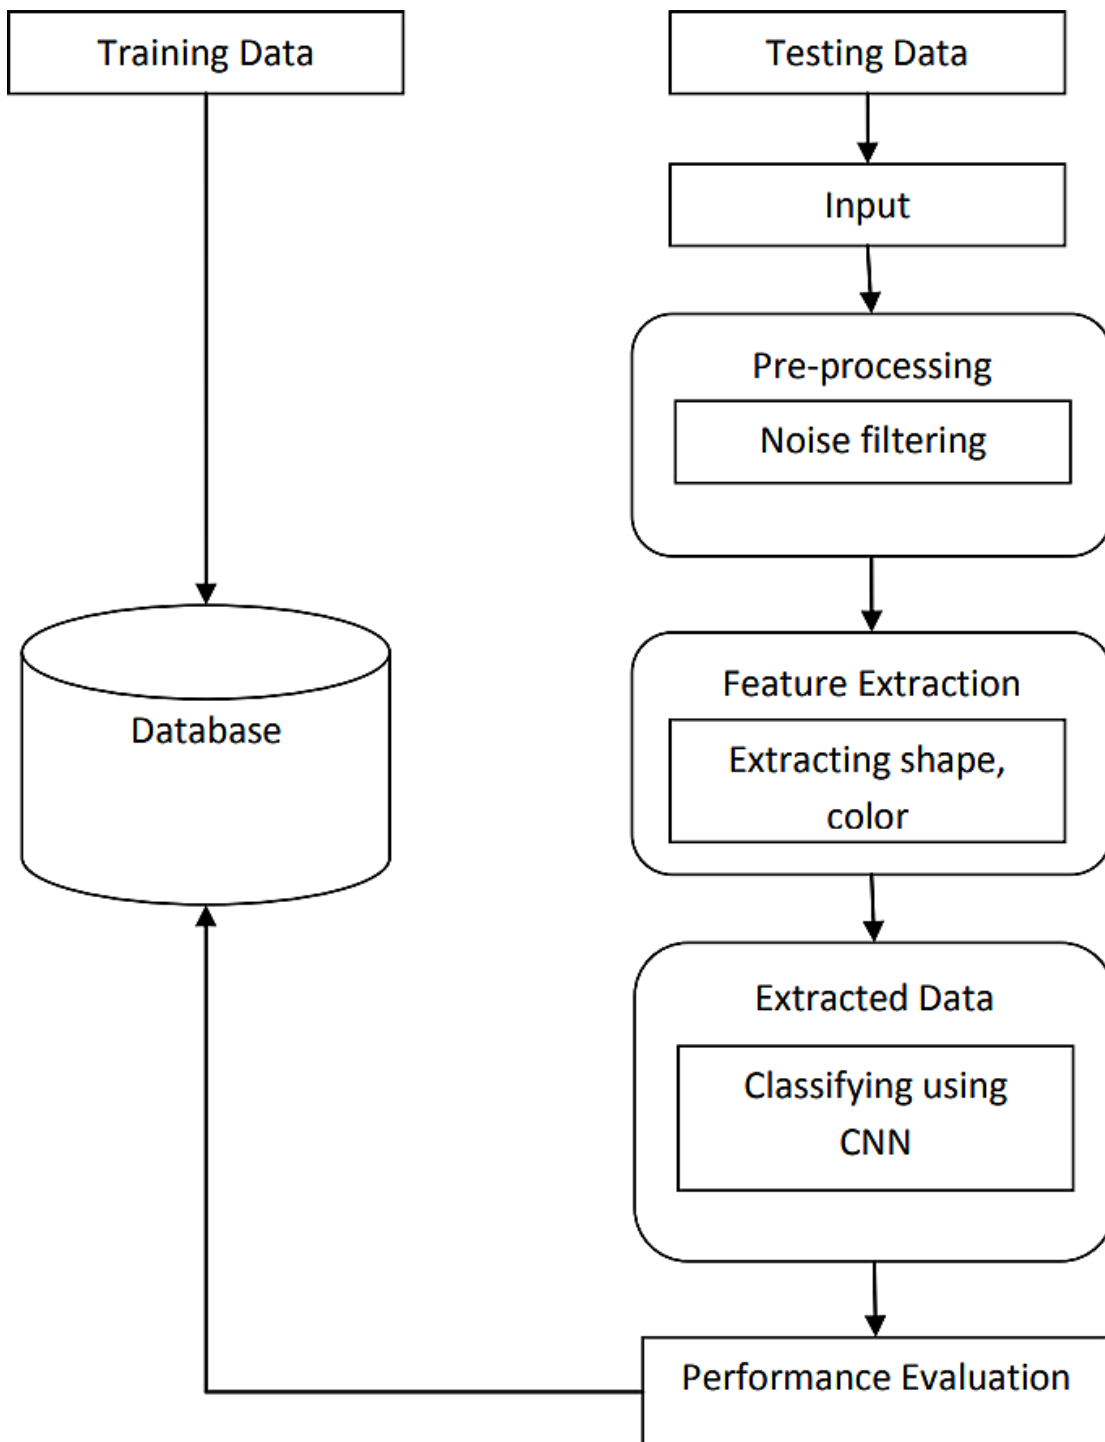 Training Data
Testing Data
Input
Pre-processing
Noise filtering
Feature Extraction
Extracting shape,
color
Database
Extracted Data
Classifying using
CNN
Performance Evaluation